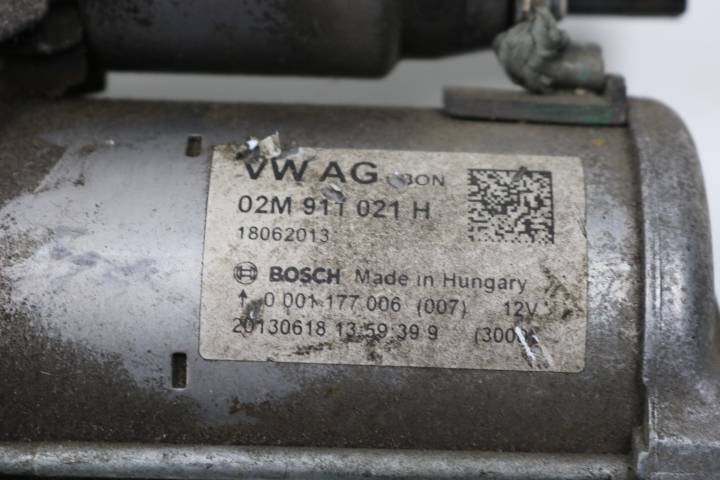 VW AG
02M 911 021 H
18062013
BOSCH Made in Hungary
0 001 177 006 (007) 12V
20130618 13 59 39 9